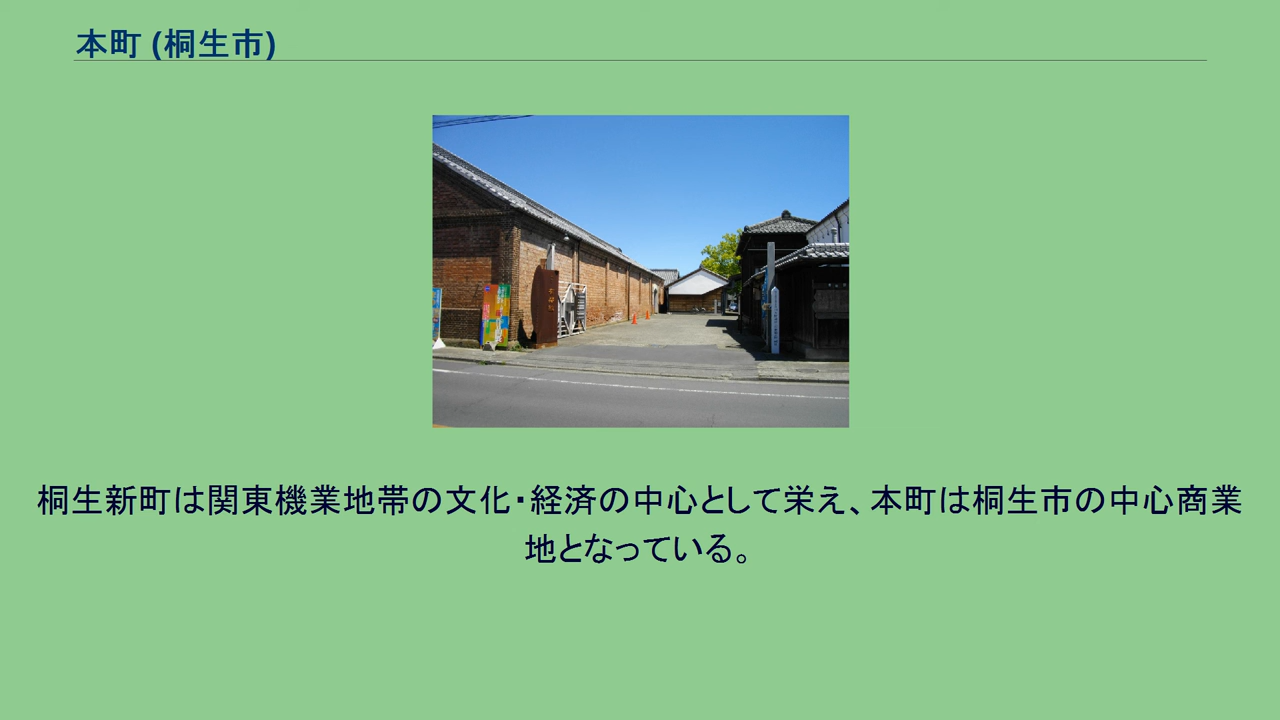 本町 (桐生市)
桐生新町は関東機業地帯の文化・経済の中心として栄え、本町は桐生市の中心商業
地となっている。